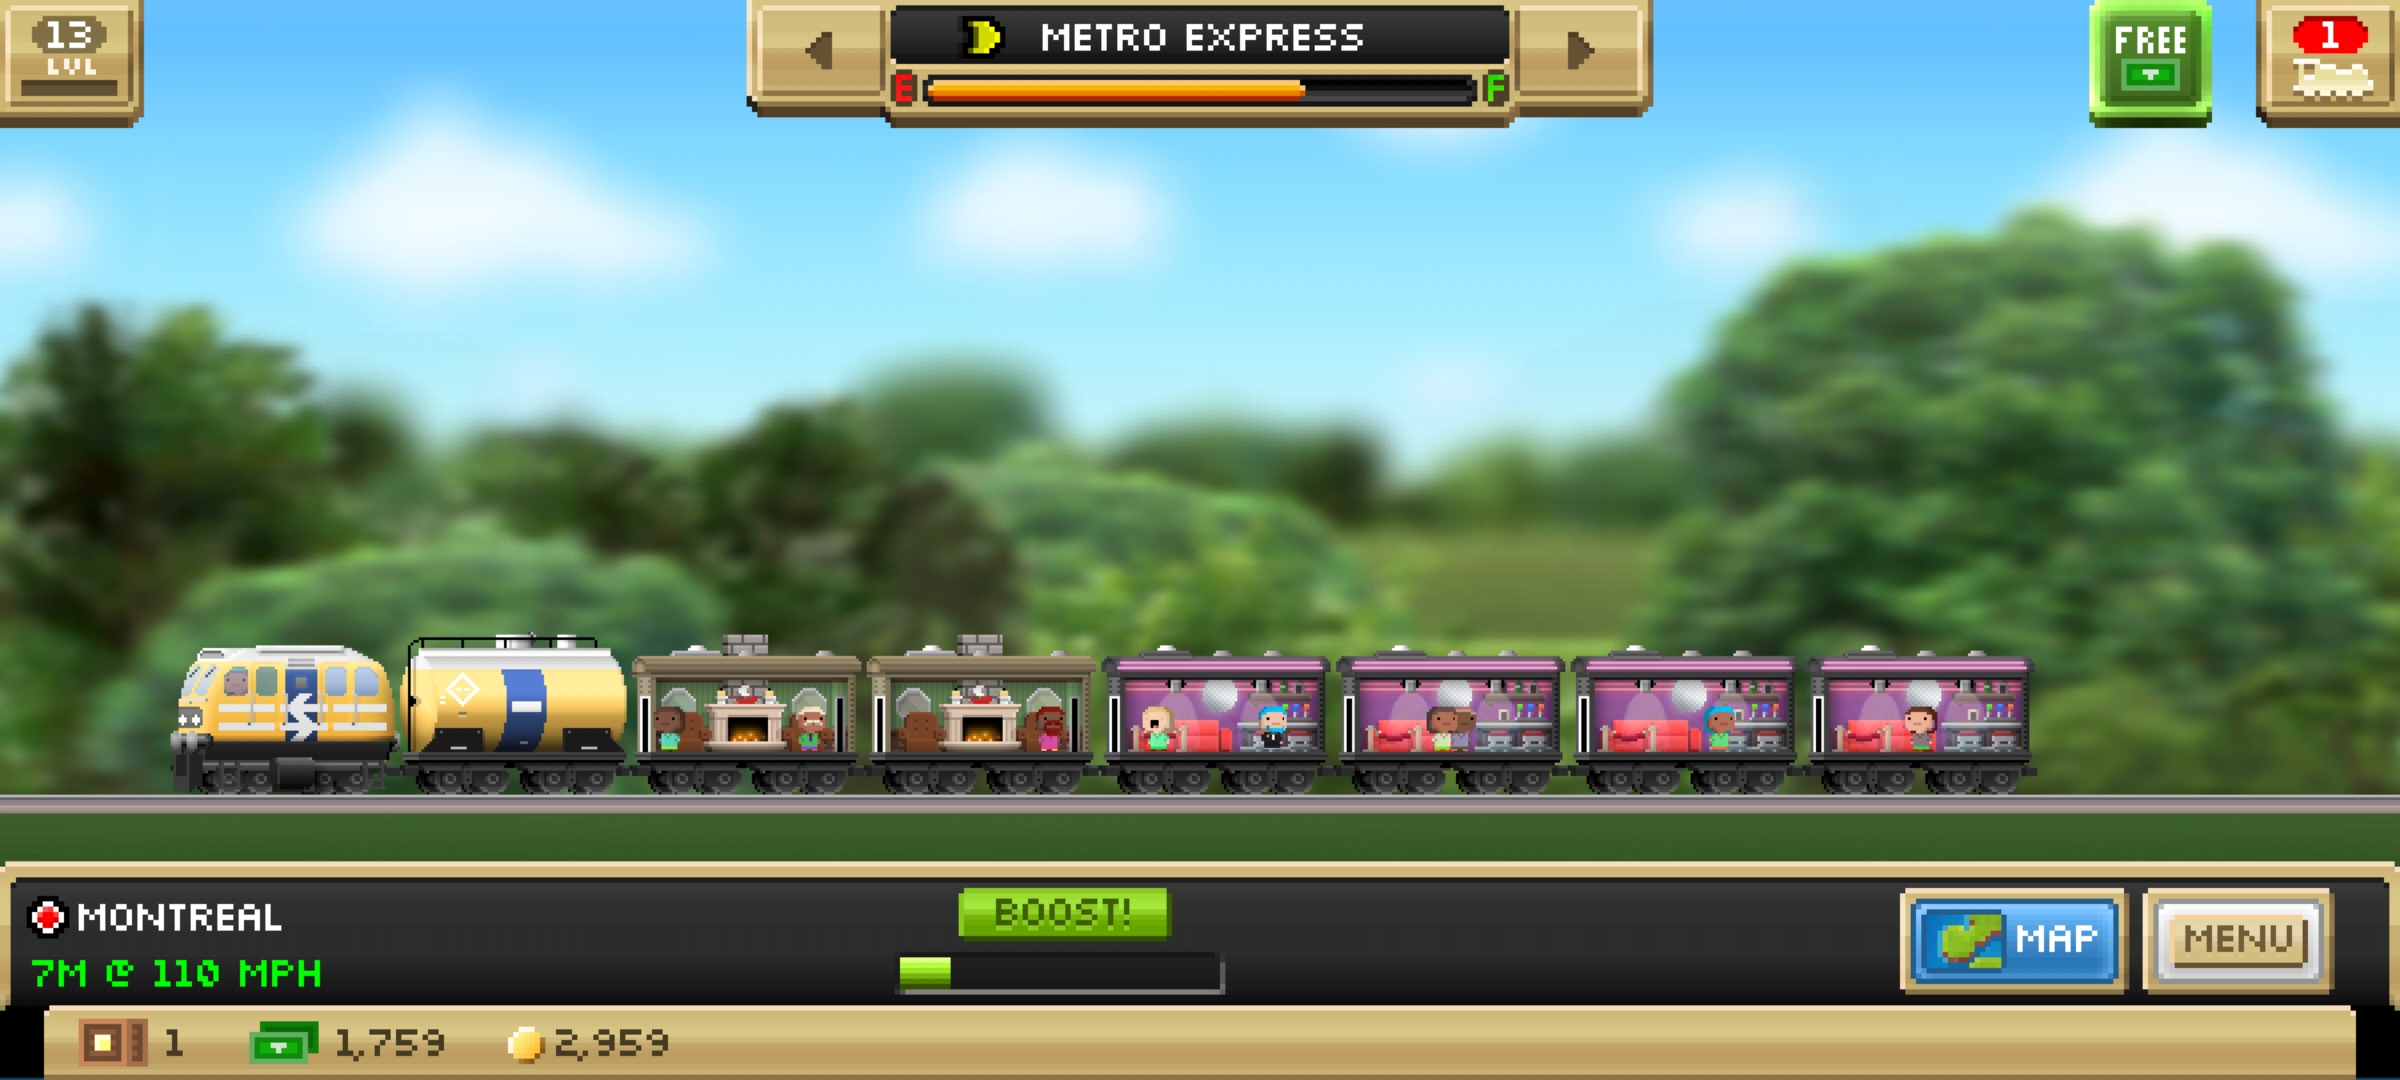 13
LVL
METRO EXPRESS
E F
FREE
1
MONTREAL
7M @ 110 MPH
BOOST!
MAP
MENU
1 1,759 2,959